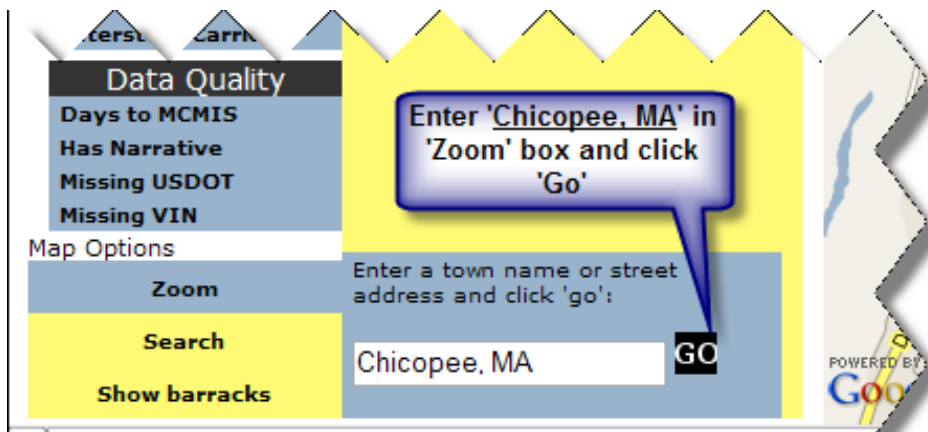 Data Quality
Days to MCMIS
Has Narrative
Missing USDOT
Missing VIN
Map Options
Zoom
Search
Show barracks
Enter 'Chicopee, MA' in
'Zoom' box and click
'Go'
Enter a town name or street
address and click 'go':
Chicopee, MA
GO
POWERED BY